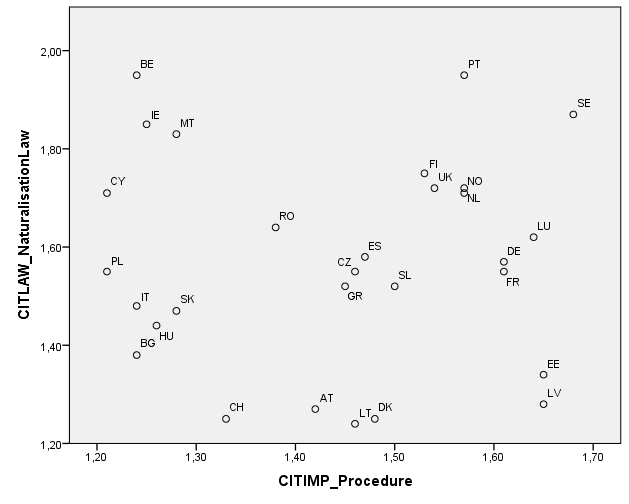 2,00
1,80
1,60
1,40
1,20
CITLAW_NaturalisationLaw
BE
PT
SE
IE
MT
FI
UK
NO
NL
CY
RO
LU
ES
DE
PL
CZ
FR
GR
SL
IT
SK
HU
BG
EE
LV
CH
AT
LT
DK
1,20
1,30
1,40
1,50
1,60
1,70
CITIMP_Procedure